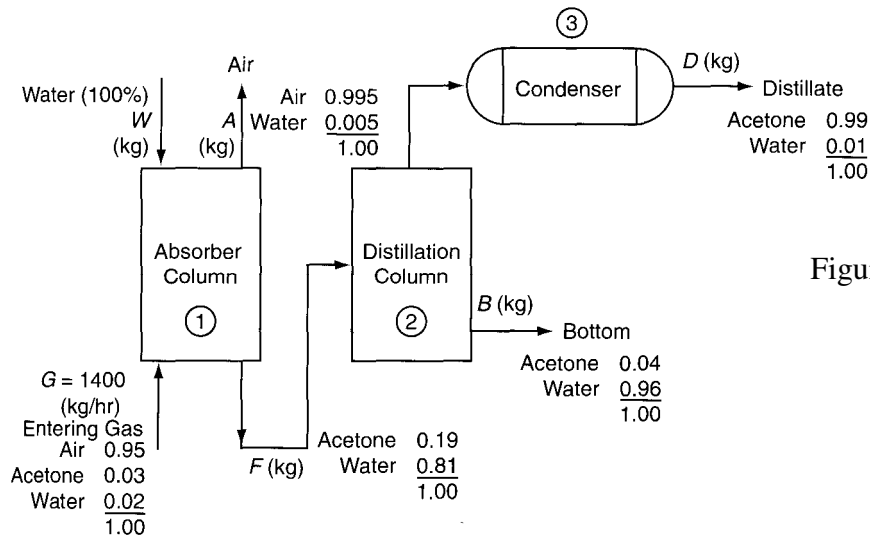 3
Air
Water (100%)
W
(kg)
A
(kg)
Air 0.995
Water 0.005
1.00
Condenser
D (kg)
Distillate
Acetone 0.99
Water 0.01
1.00
Absorber
Column
1
Distillation
Column
2
B (kg)
Bottom
Acetone 0.04
Water 0.96
1.00
G = 1400
(kg/hr)
Entering Gas
Air 0.95
Acetone 0.03
Water 0.02
1.00
F (kg)
Acetone 0.19
Water 0.81
1.00